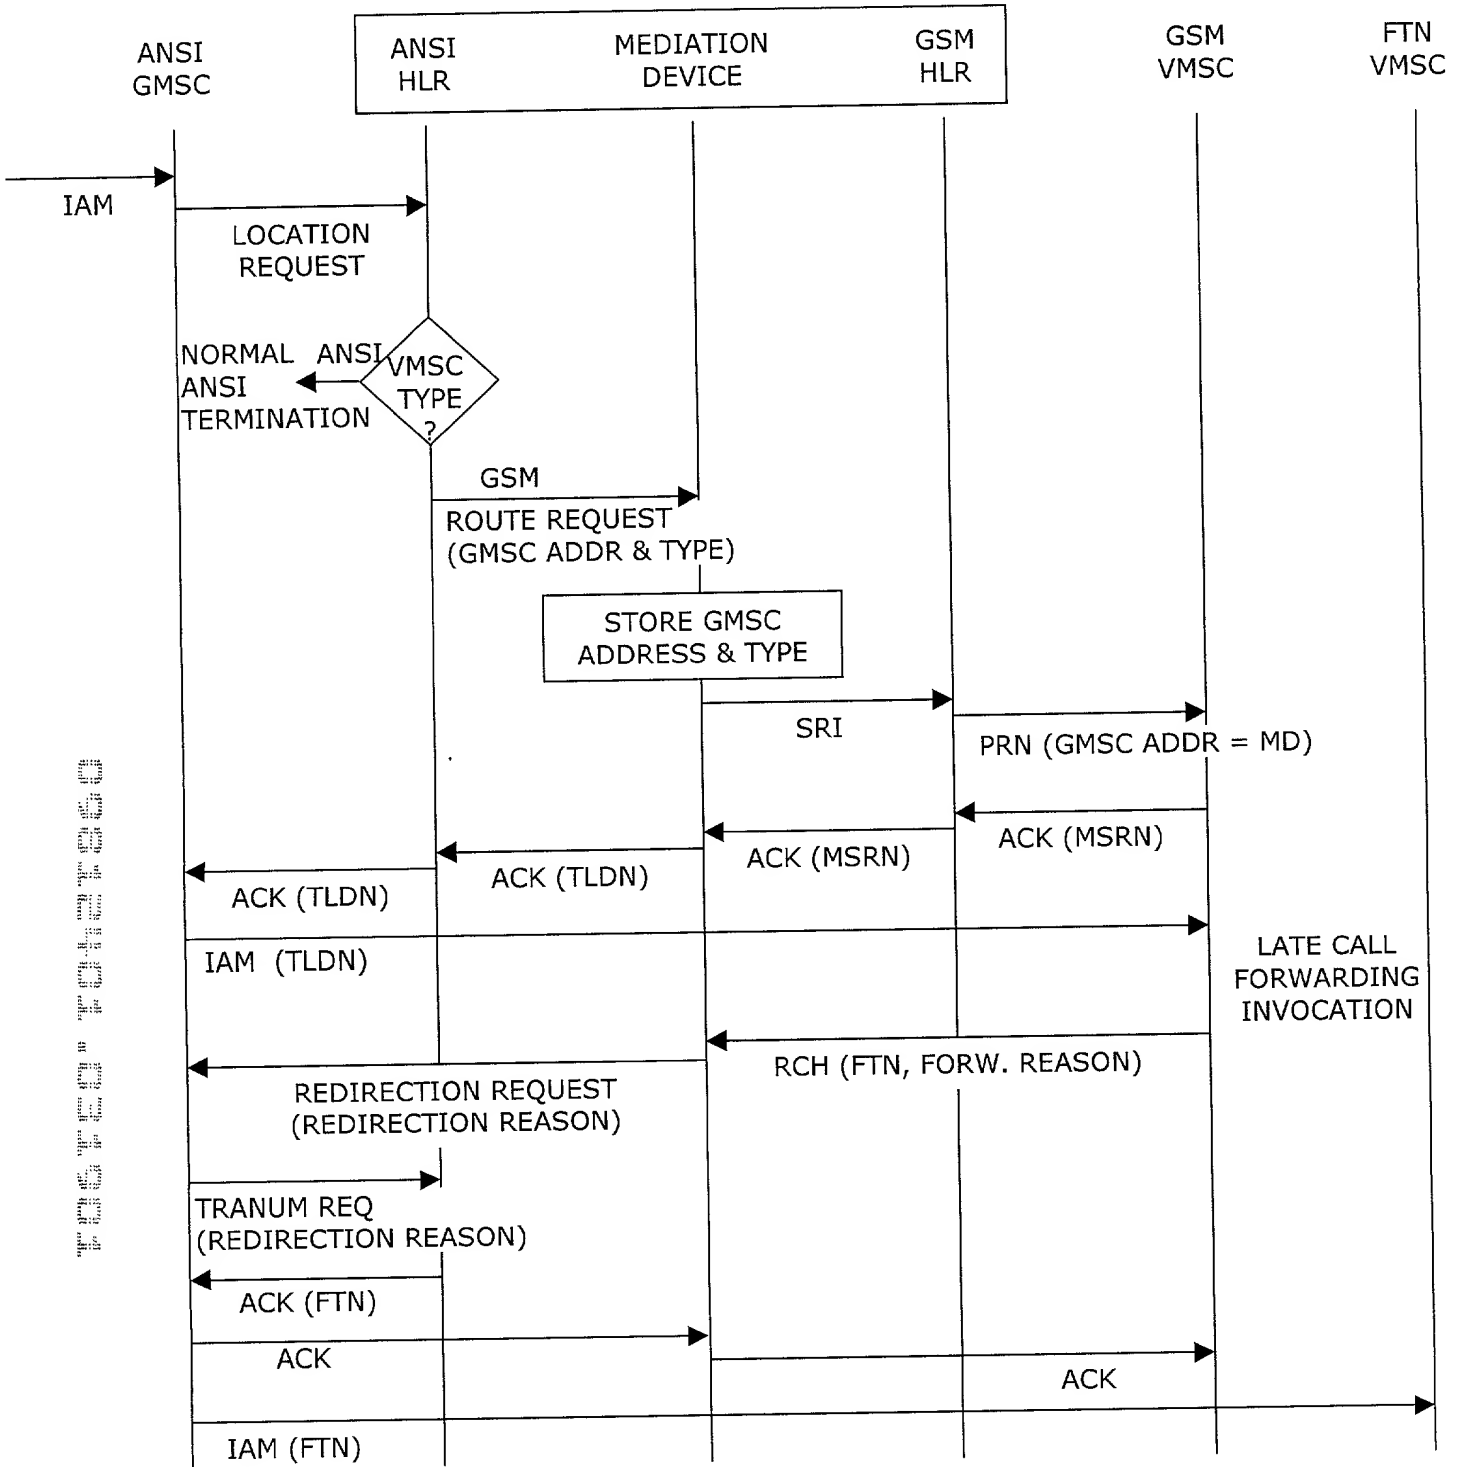 ANSI
GMSC
ANSI
HLR
MEDIATION
DEVICE
GSM
HLR
GSM
VMSC
FTN
VMSC
IAM
LOCATION
REQUEST
NORMAL ANSI
ANSI
TERMINATION
VMSC
TYPE
?
GSM
ROUTE REQUEST
(GMSC ADDR & TYPE)
STORE GMSC
ADDRESS & TYPE
SRI
PRN (GMSC ADDR = MD)
ACK (MSRN)
ACK (MSRN)
ACK (TLDN)
ACK (TLDN)
IAM (TLDN)
LATE CALL
FORWARDING
INVOCATION
RCH (FTN, FORW. REASON)
REDIRECTION REQUEST
(REDIRECTION REASON)
TRANUM REQ
(REDIRECTION REASON)
ACK (FTN)
ACK
ACK
IAM (FTN)